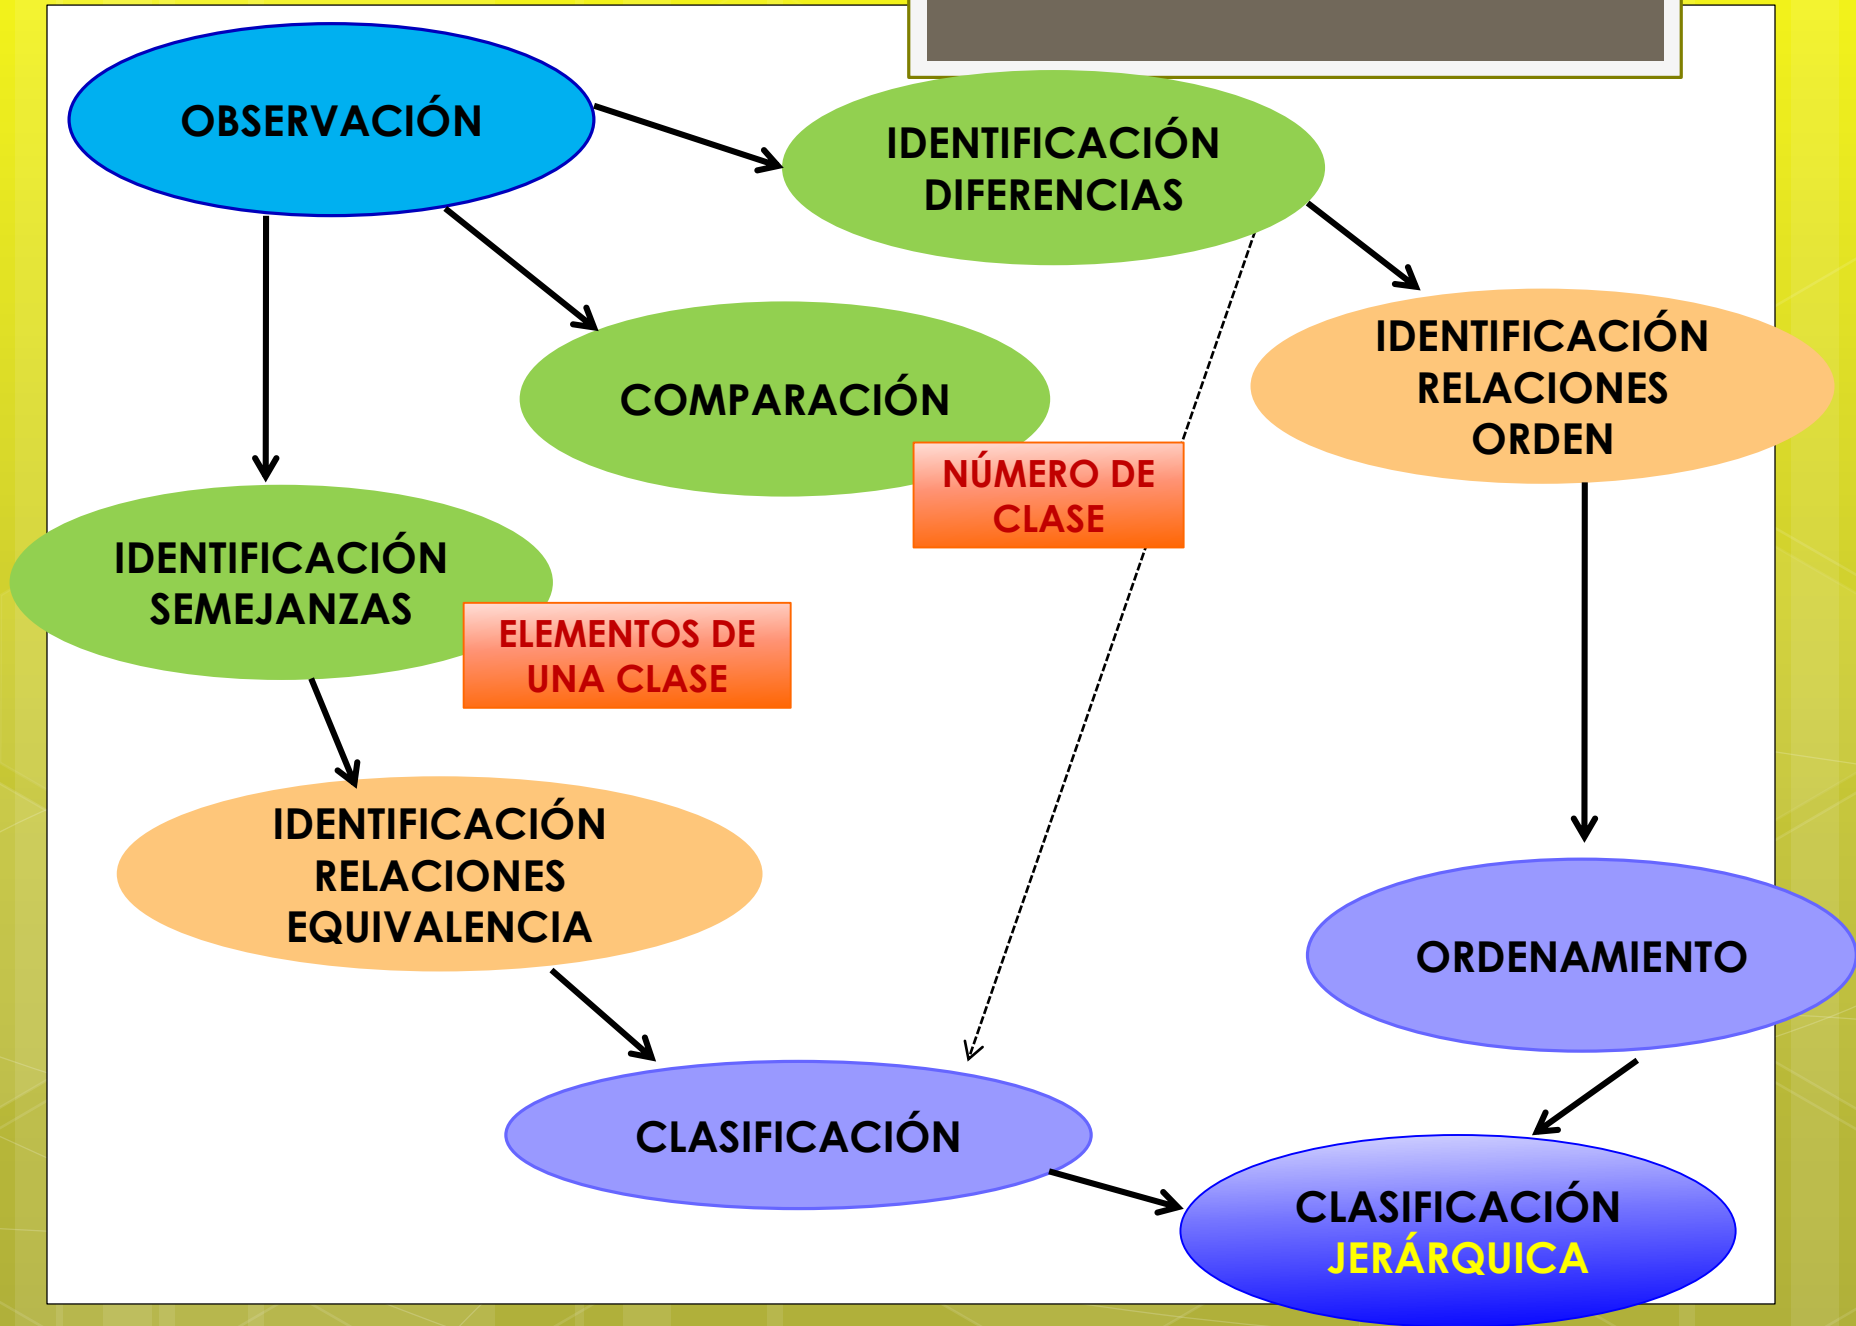 OBSERVACIÓN
IDENTIFICACIÓN
DIFERENCIAS
IDENTIFICACIÓN
RELACIONES
ORDEN
COMPARACIÓN
NÚMERO DE
CLASE
IDENTIFICACIÓN
SEMEJANZAS
ELEMENTOS DE
UNA CLASE
IDENTIFICACIÓN
RELACIONES
EQUIVALENCIA
ORDENAMIENTO
CLASIFICACIÓN
CLASIFICACIÓN
JERÁRQUICA